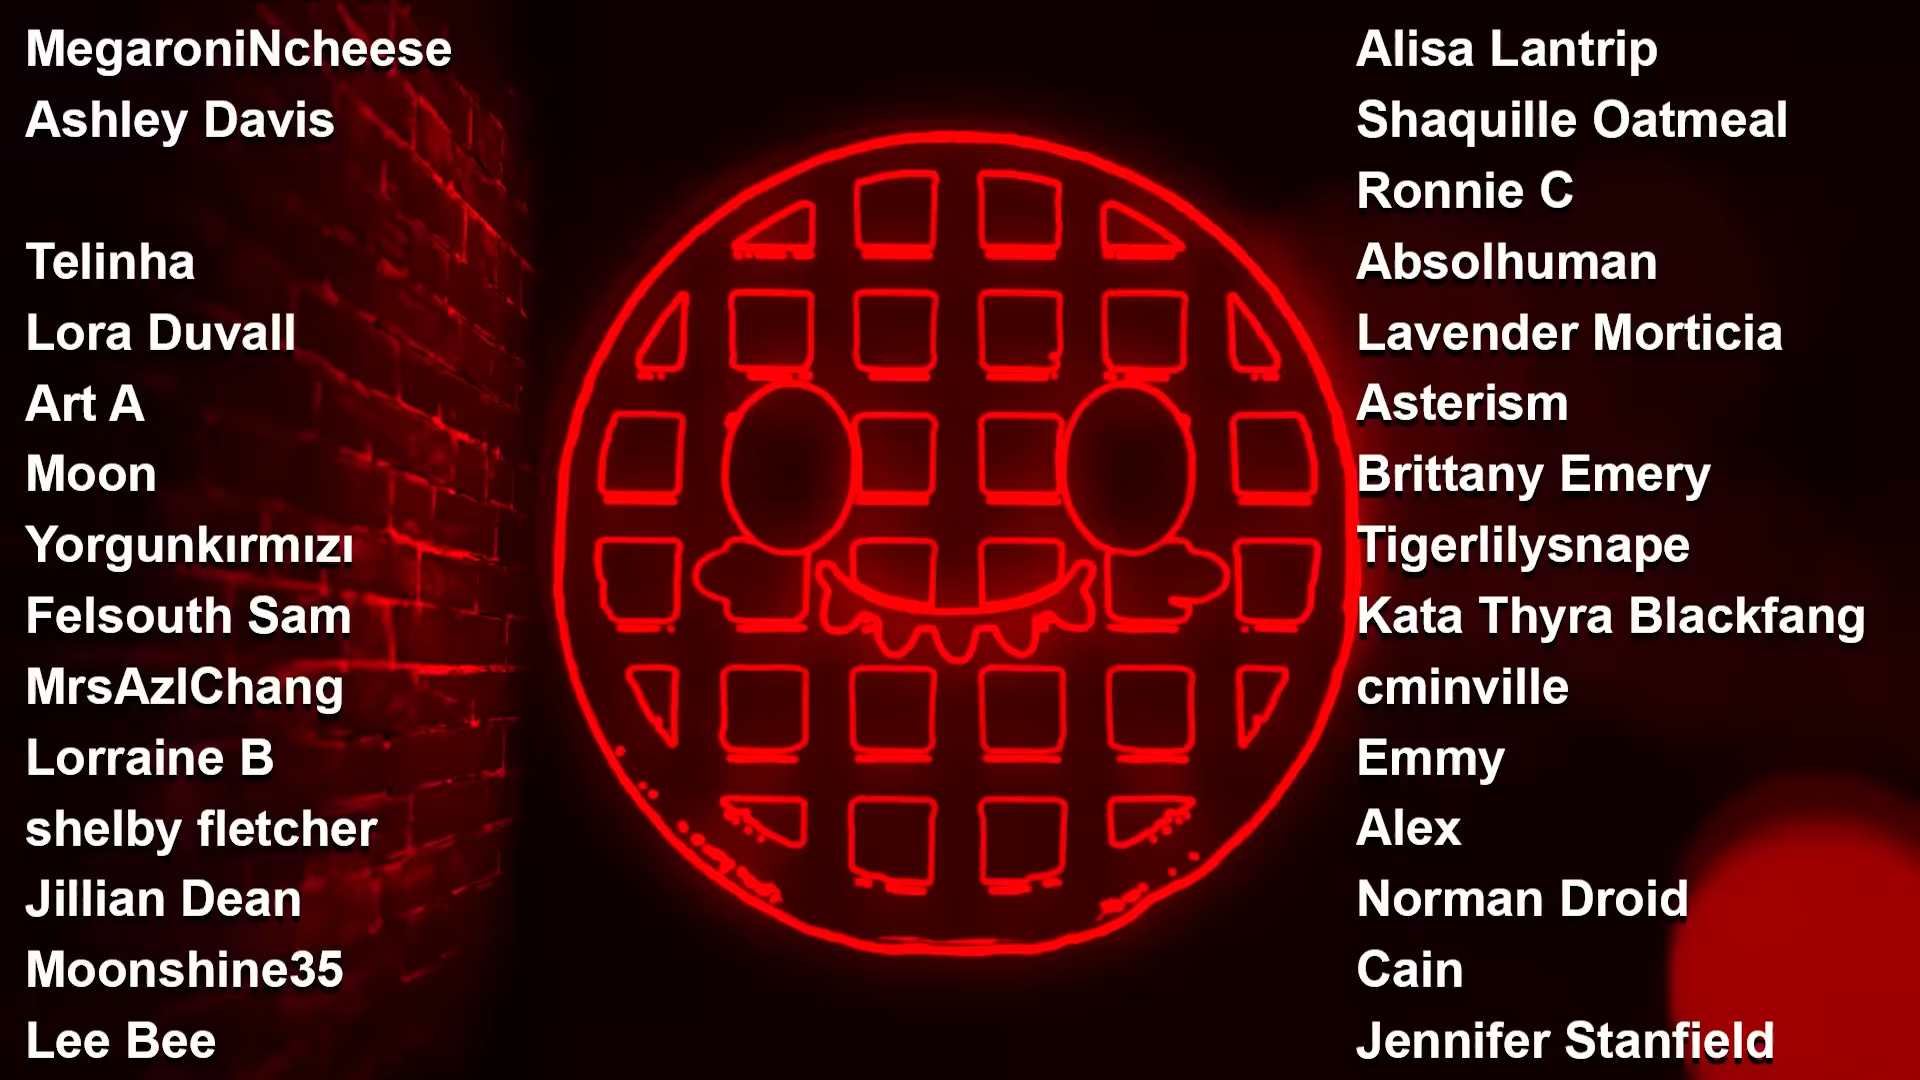 MegaroniNcheese
Ashley Davis
Telinha
Lora Duvall
Art A
Moon
Yorgunkırmızı
Felsouth Sam
MrsAzlChang
Lorraine B
shelby fletcher
Jillian Dean
Moonshine35
Lee Bee
Alisa Lantrip
Shaquille Oatmeal
Ronnie C
Absolhuman
Lavender Morticia
Asterism
Brittany Emery
Tigerlilysnape
Kata Thyra Blackfang
cminville
Emmy
Alex
Norman Droid
Cain
Jennifer Stanfield